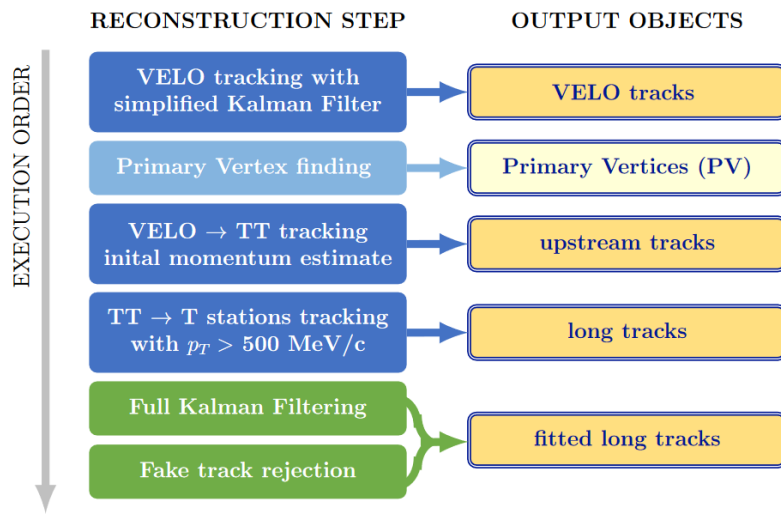 RECONSTRUCTION STEP
OUTPUT OBJECTS
EXECUTION ORDER
VELO tracking with
simplified Kalman Filter
VELO tracks
Primary Vertex finding
Primary Vertices (PV)
VELO → TT tracking
inital momentum estimate
upstream tracks
TT → T stations tracking
with p_T > 500 MeV/c
long tracks
Full Kalman Filtering
Fake track rejection
fitted long tracks